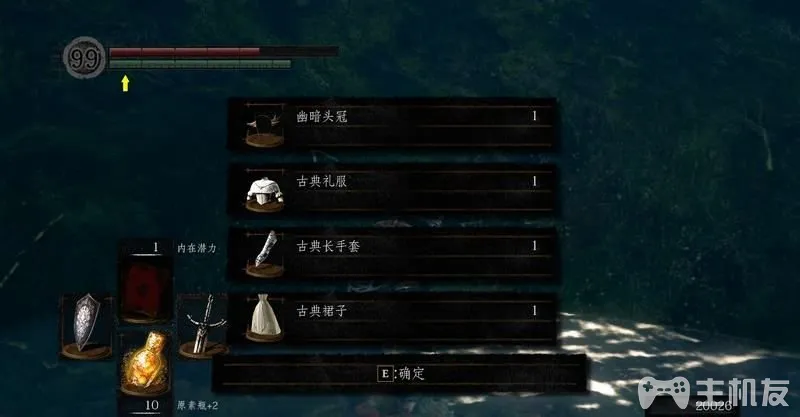 99
幽暗头冠 1
古典礼服 1
古典长手套 1
古典裙子 1
1 内在潜力
E:确定
10 原素瓶+2
20026
主机友